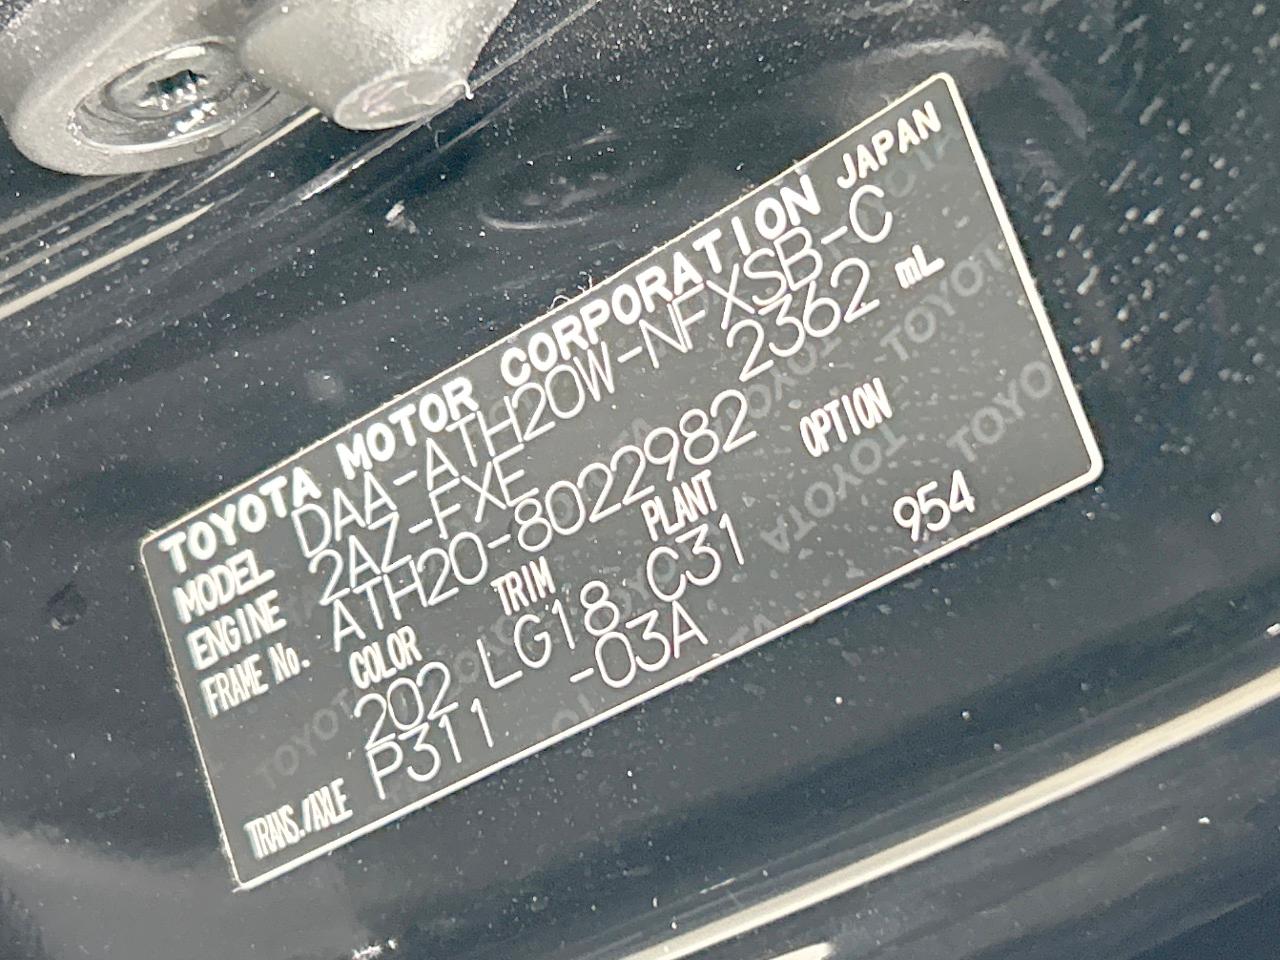 TOYOTA MOTOR CORPORATION JAPAN
MODEL DAA-ATH20W-NFXSB-C
ENGINE 2AZ-FXE 2362 mL
FRAME No. ATH20-8022982
COLOR TRIM PLANT OPTION
202 LG18 C31 954
TRANS./AXLE P311 -03A